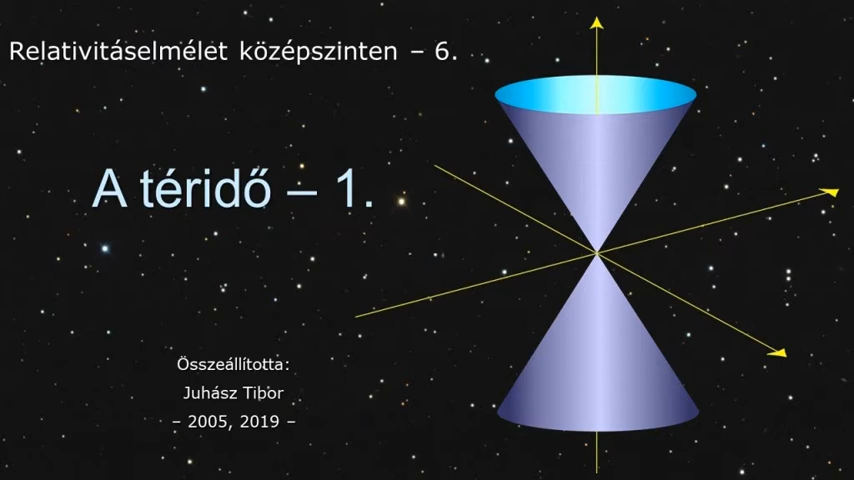 Relativitáselmélet középszinten – 6.
A téridő – 1.
Összeállította:
Juhász Tibor
– 2005, 2019 –